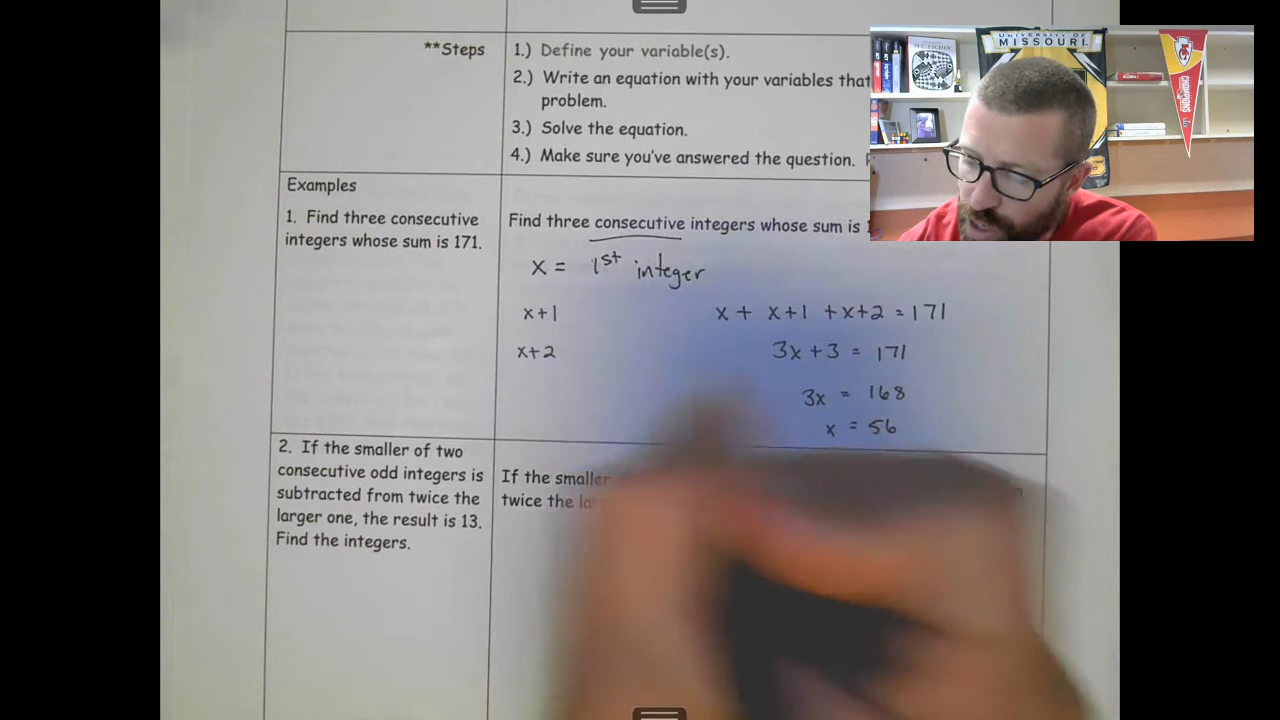 **Steps
1.) Define your variable(s).
2.) Write an equation with your variables that
problem.
3.) Solve the equation.
4.) Make sure you've answered the question.
Examples
1. Find three consecutive
integers whose sum is 171.
Find three consecutive integers whose sum is
x = 1st integer
x+1
x+2
x + x+1 +x+2 = 171
3x+3 = 171
3x = 168
x = 56
2. If the smaller of two
consecutive odd integers is
subtracted from twice the
larger one, the result is 13.
Find the integers.
If the smaller
twice the
UNIVERSITY OF
MISSOURI
M.C. ESCHER
KC
CHAMPIONS